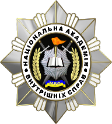 НАЦІОНАЛЬНА АКАДЕМІЯ
ВНУТРІШНІХ СПРАВ